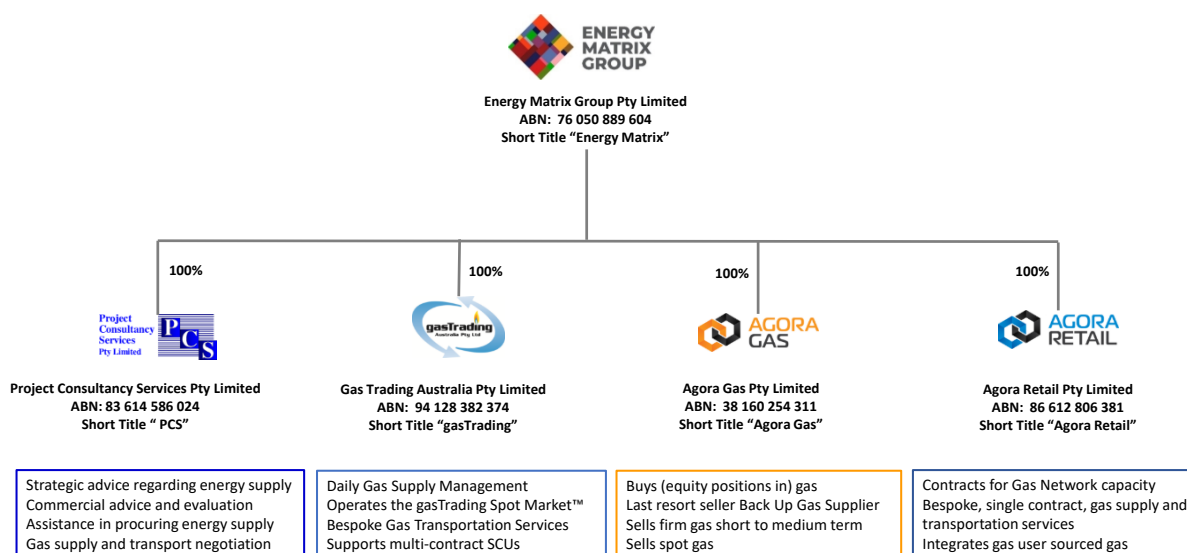 ENERGY
MATRIX
GROUP
Energy Matrix Group Pty Limited
ABN:  76 050 889 604
Short Title “Energy Matrix”
100%
100%
100%
100%
Project
Consultancy
Services
Pty Limited
P
C
S
gasTrading
Australia Pty Ltd
AGORA
GAS
AGORA
RETAIL
Project Consultancy Services Pty Limited
ABN: 83 614 586 024
Short Title “ PCS”
Gas Trading Australia Pty Limited
ABN:  94 128 382 374
Short Title “gasTrading”
Agora Gas Pty Limited
ABN:  38 160 254 311
Short Title “Agora Gas”
Agora Retail Pty Limited
ABN:  86 612 806 381
Short Title “Agora Retail”
Strategic advice regarding energy supply
Commercial advice and evaluation
Assistance in procuring energy supply
Gas supply and transport negotiation
Daily Gas Supply Management
Operates the gasTrading Spot Market™
Bespoke Gas Transportation Services
Supports multi-contract SCUs
Buys (equity positions in) gas
Last resort seller Back Up Gas Supplier
Sells firm gas short to medium term
Sells spot gas
Contracts for Gas Network capacity
Bespoke, single contract, gas supply and
transportation services
Integrates gas user sourced gas